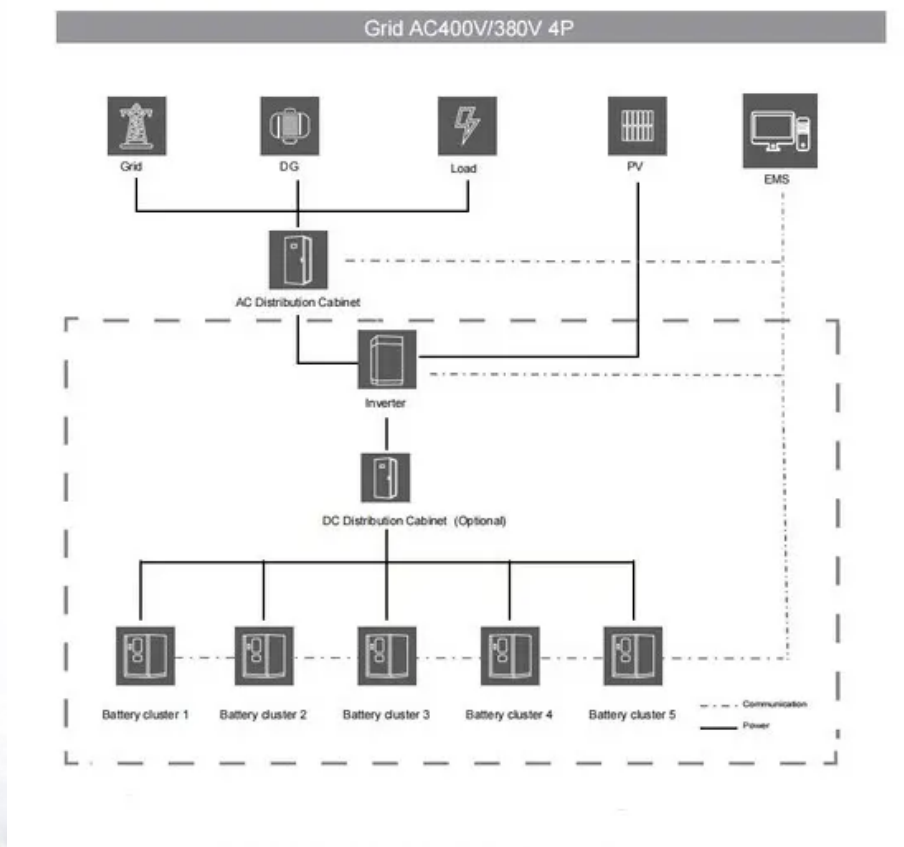 Grid AC400V/380V 4P
Grid
DG
Load
PV
EMS
AC Distribution Cabinet
Inverter
DC Distribution Cabinet (Optional)
Battery cluster 1
Battery cluster 2
Battery cluster 3
Battery cluster 4
Battery cluster 5
Communication
Power